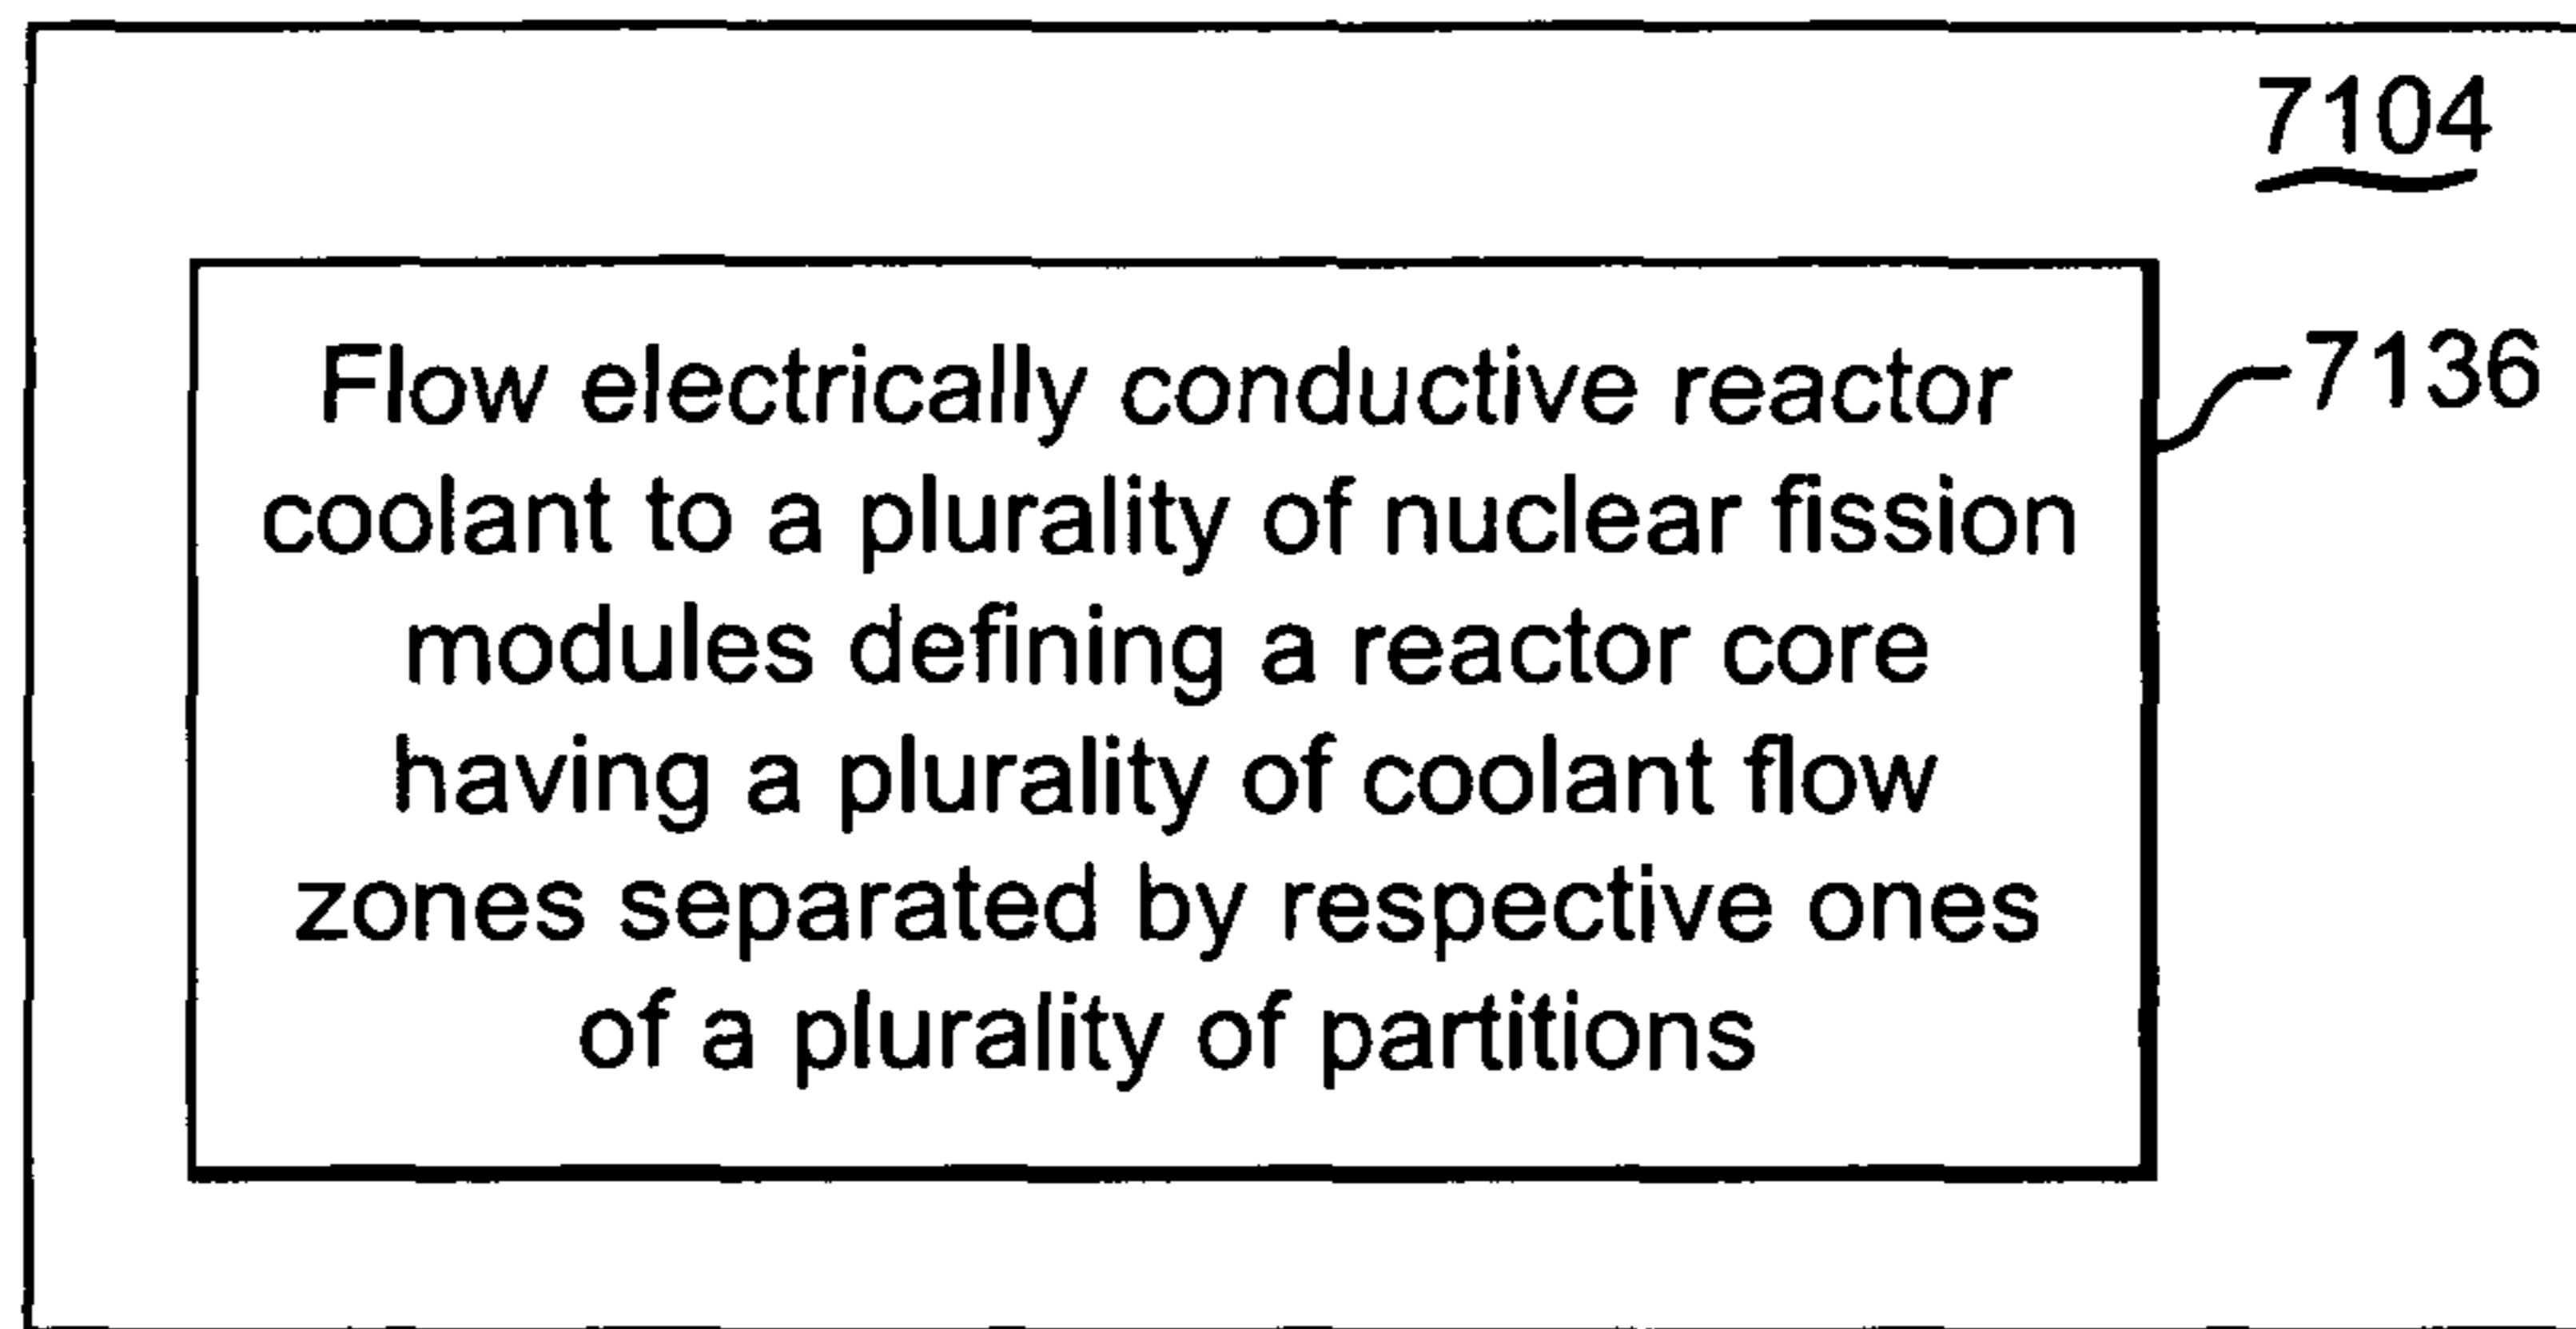 7104
Flow electrically conductive reactor
coolant to a plurality of nuclear fission
modules defining a reactor core
having a plurality of coolant flow
zones separated by respective ones
of a plurality of partitions
7136